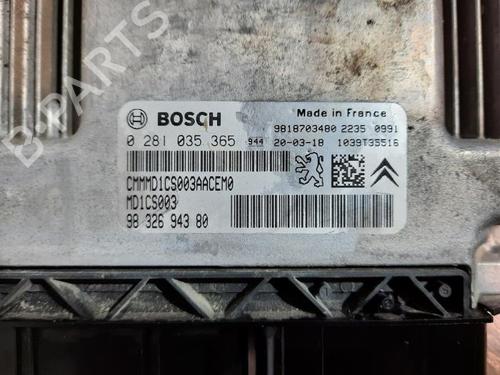 BOSCH
Made in France
9818703480 2235 0991
0 281 035 365 944 20-03-18 1039T35516
CMMMD1CS003AACEM0
MD1CS003
98 326 943 80